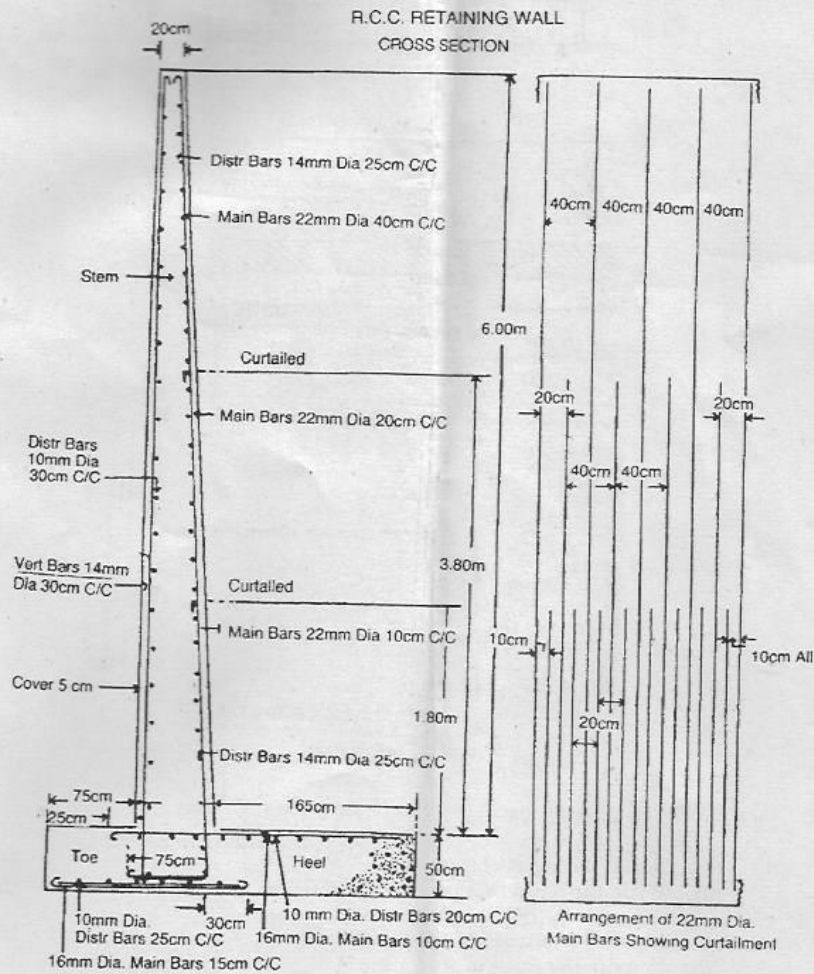 R.C.C. RETAINING WALL
CROSS SECTION
20cm
Distr Bars 14mm Dia 25cm C/C
Main Bars 22mm Dia 40cm C/C
Stem
40cm
40cm
40cm
40cm
6.00m
Curtailed
Main Bars 22mm Dia 20cm C/C
20cm
20cm
Distr Bars
10mm Dia
30cm C/C
40cm
40cm
3.80m
Vert Bars 14mm
Dia 30cm C/C
Curtailed
Main Bars 22mm Dia 10cm C/C
10cm
10cm All
Cover 5 cm
1.80m
20cm
Distr Bars 14mm Dia 25cm C/C
75cm
165cm
25cm
Toe
75cm
Heel
50cm
10mm Dia.
Distr Bars 25cm C/C
30cm
10 mm Dia. Distr Bars 20cm C/C
16mm Dia. Main Bars 10cm C/C
16mm Dia. Main Bars 15cm C/C
Arrangement of 22mm Dia.
Main Bars Showing Curtailment